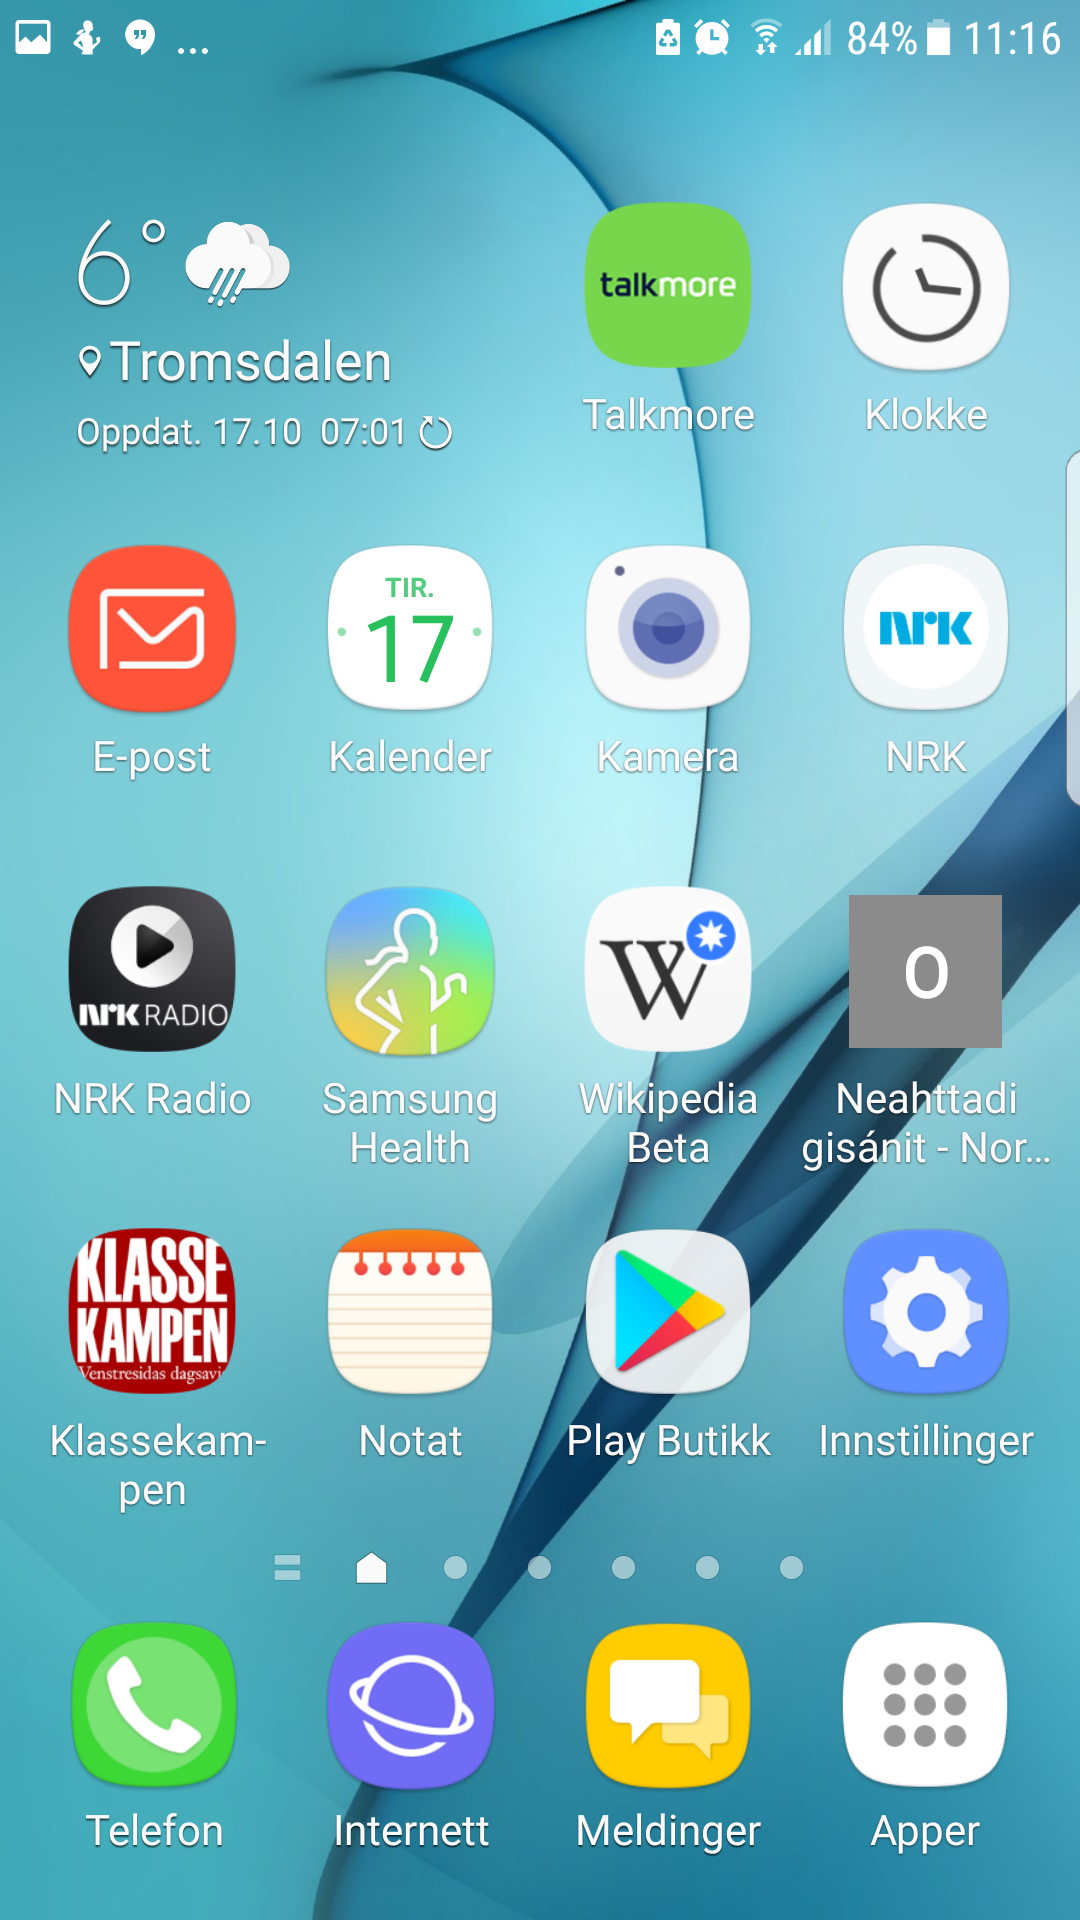 84% 11:16
6°
Tromsdalen
Oppdat. 17.10 07:01
talkmore
Talkmore
Klokke
TIR.
17
nrk
E-post
Kalender
Kamera
NRK
nrk RADIO
W
O
NRK Radio
Samsung
Health
Wikipedia
Beta
Neahttadi
gisánit - Nor...
KLASSE
KAMPEN
Venstresidas dagsavi
Klassekam-
pen
Notat
Play Butikk
Innstillinger
Telefon
Internett
Meldinger
Apper